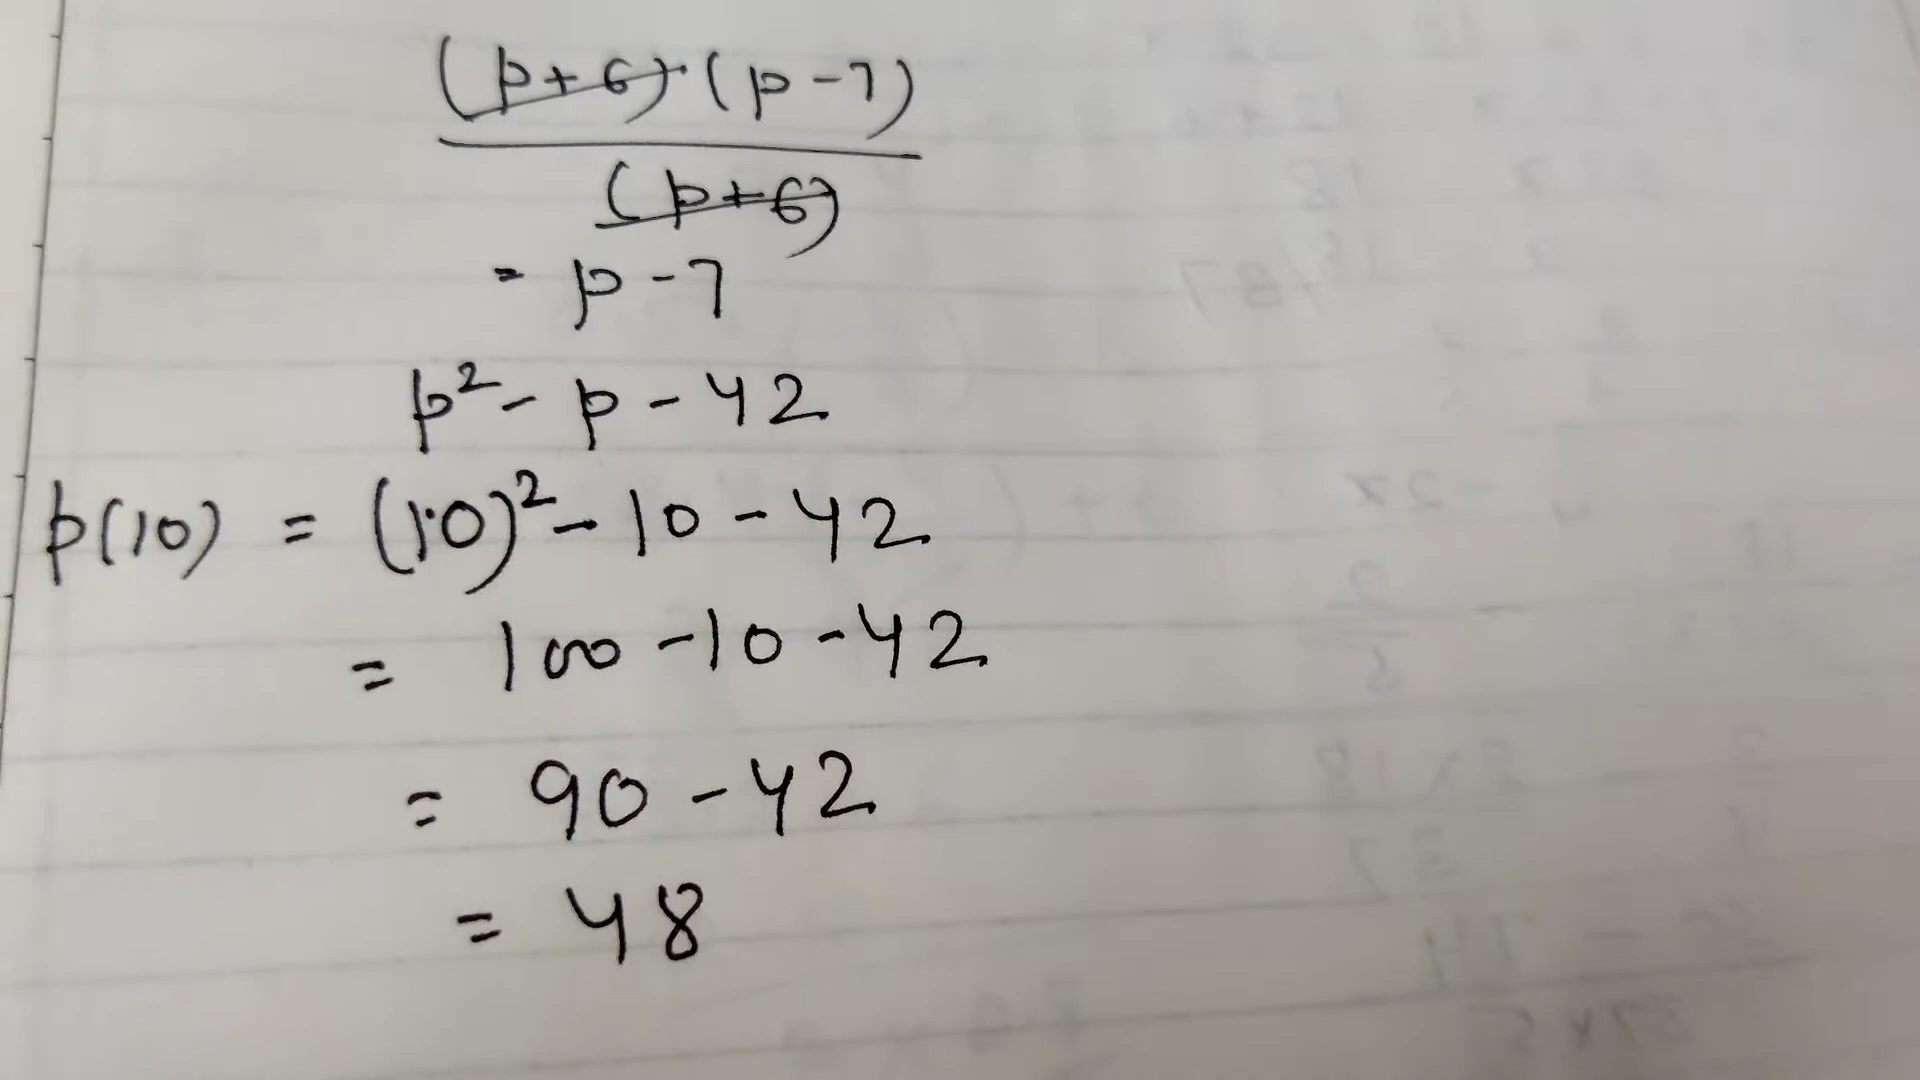 (p+6)(p-7)
(p+6)
= p-7
p² - p - 42
p(10) = (10)² - 10 - 42
= 100 - 10 - 42
= 90 - 42
= 48